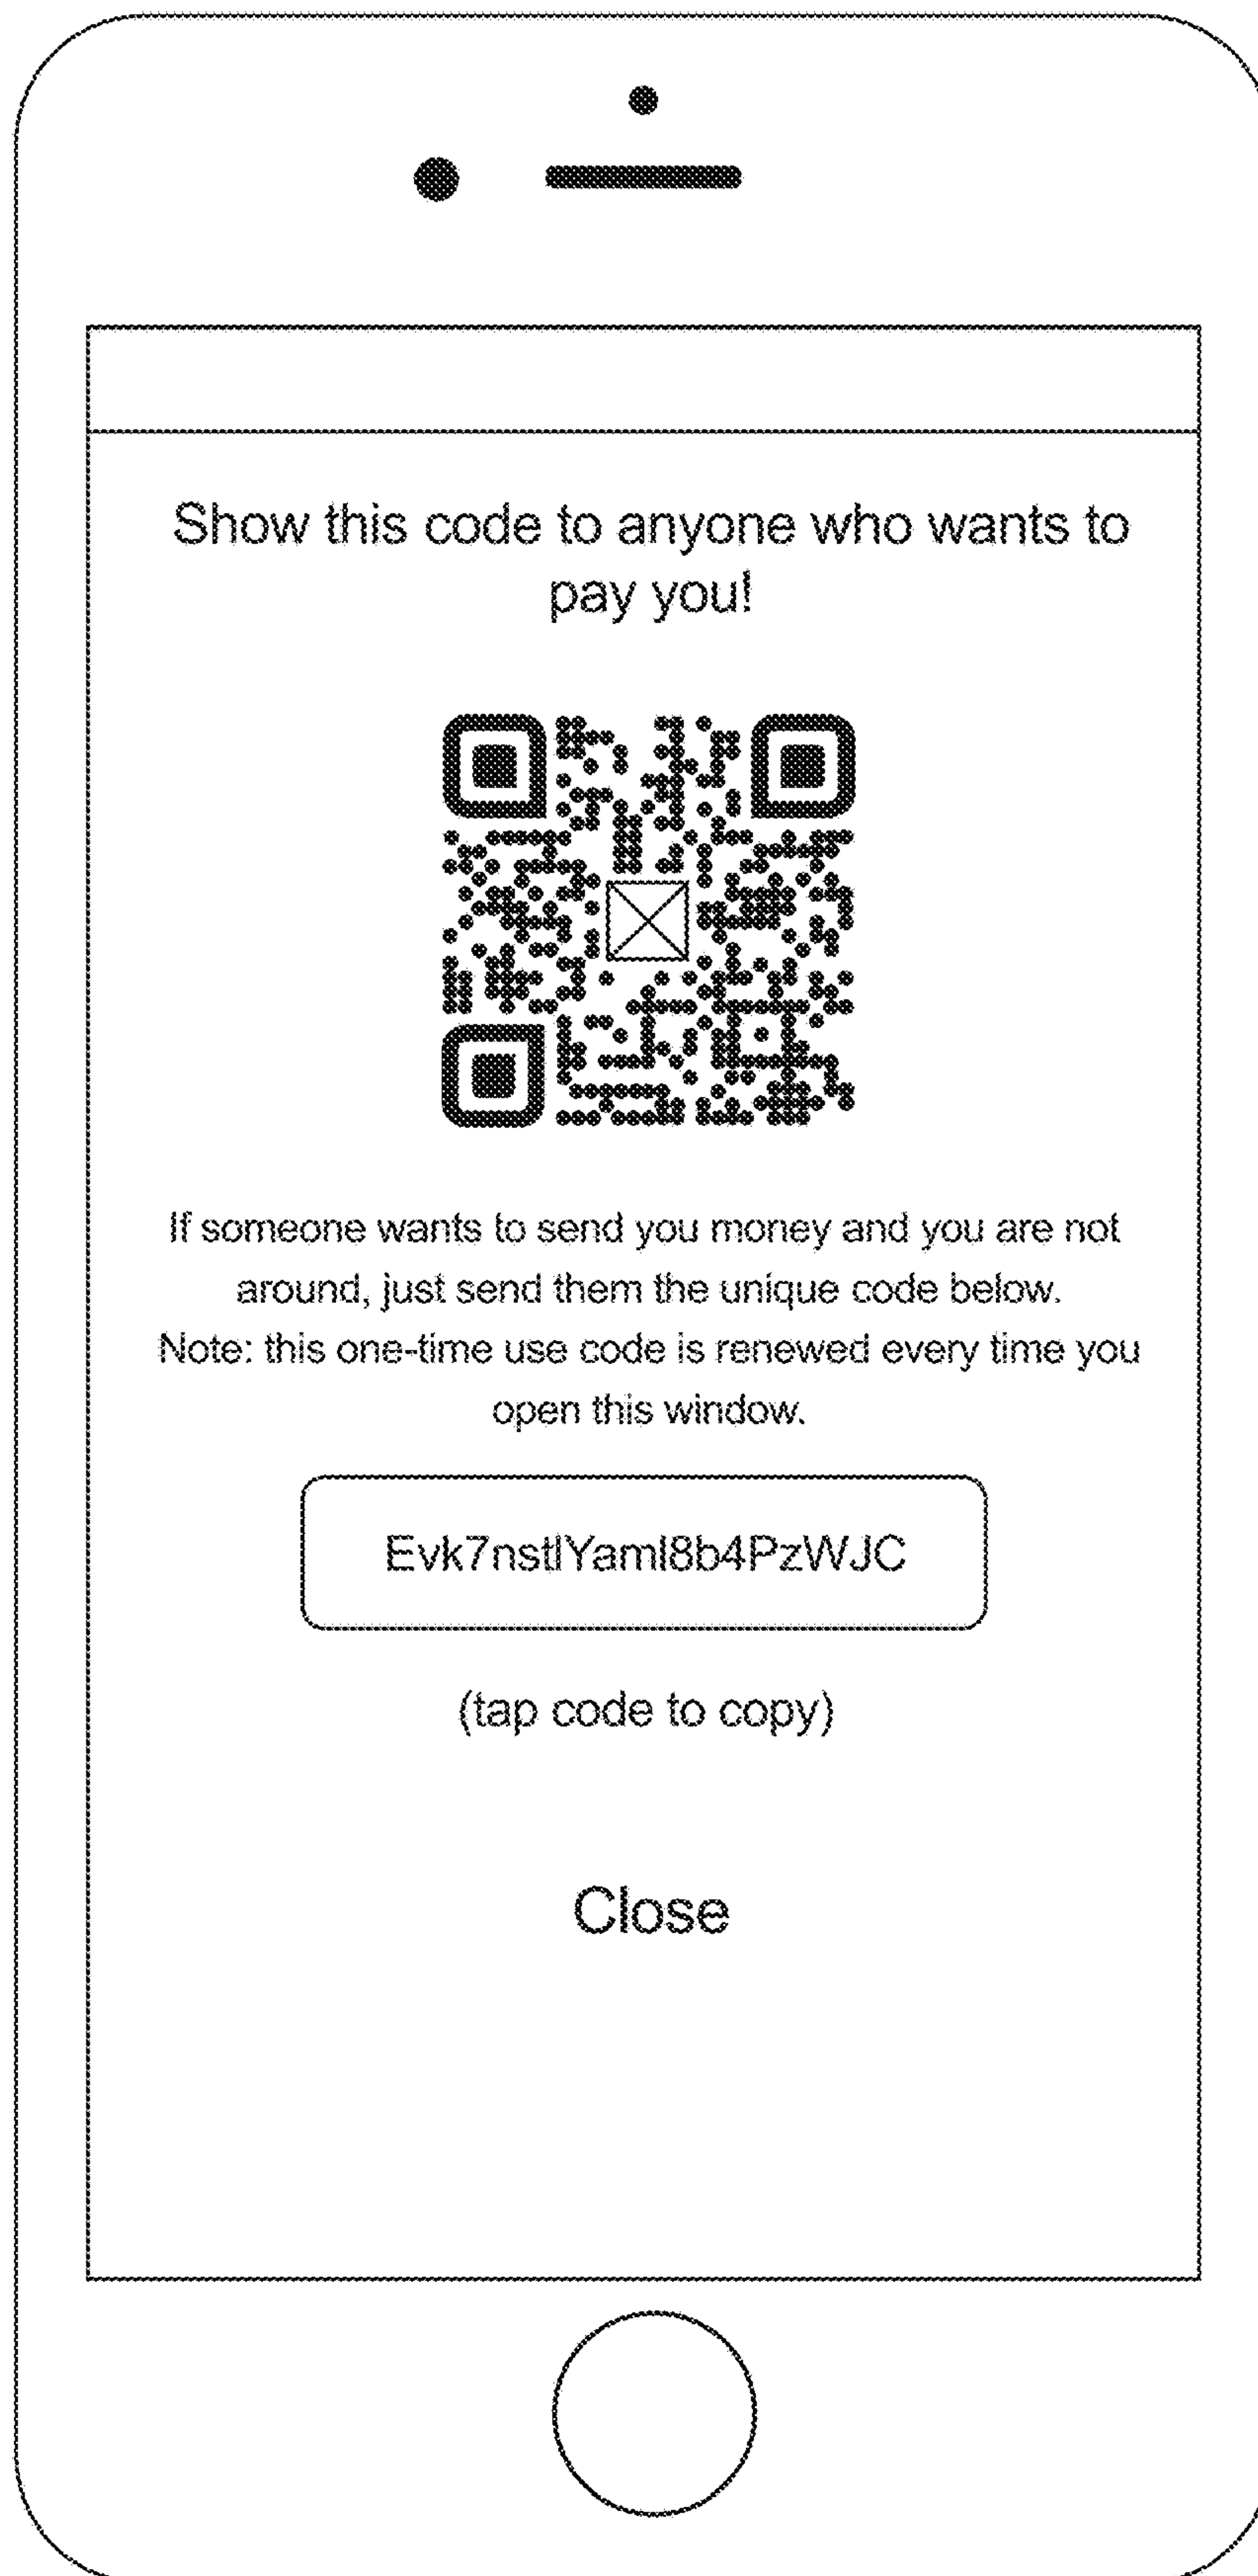 Show this code to anyone who wants to
pay you!
If someone wants to send you money and you are not
around, just send them the unique code below.
Note: this one-time use code is renewed every time you
open this window.
Evk7nstlYaml8b4PzWJC
(tap code to copy)
Close